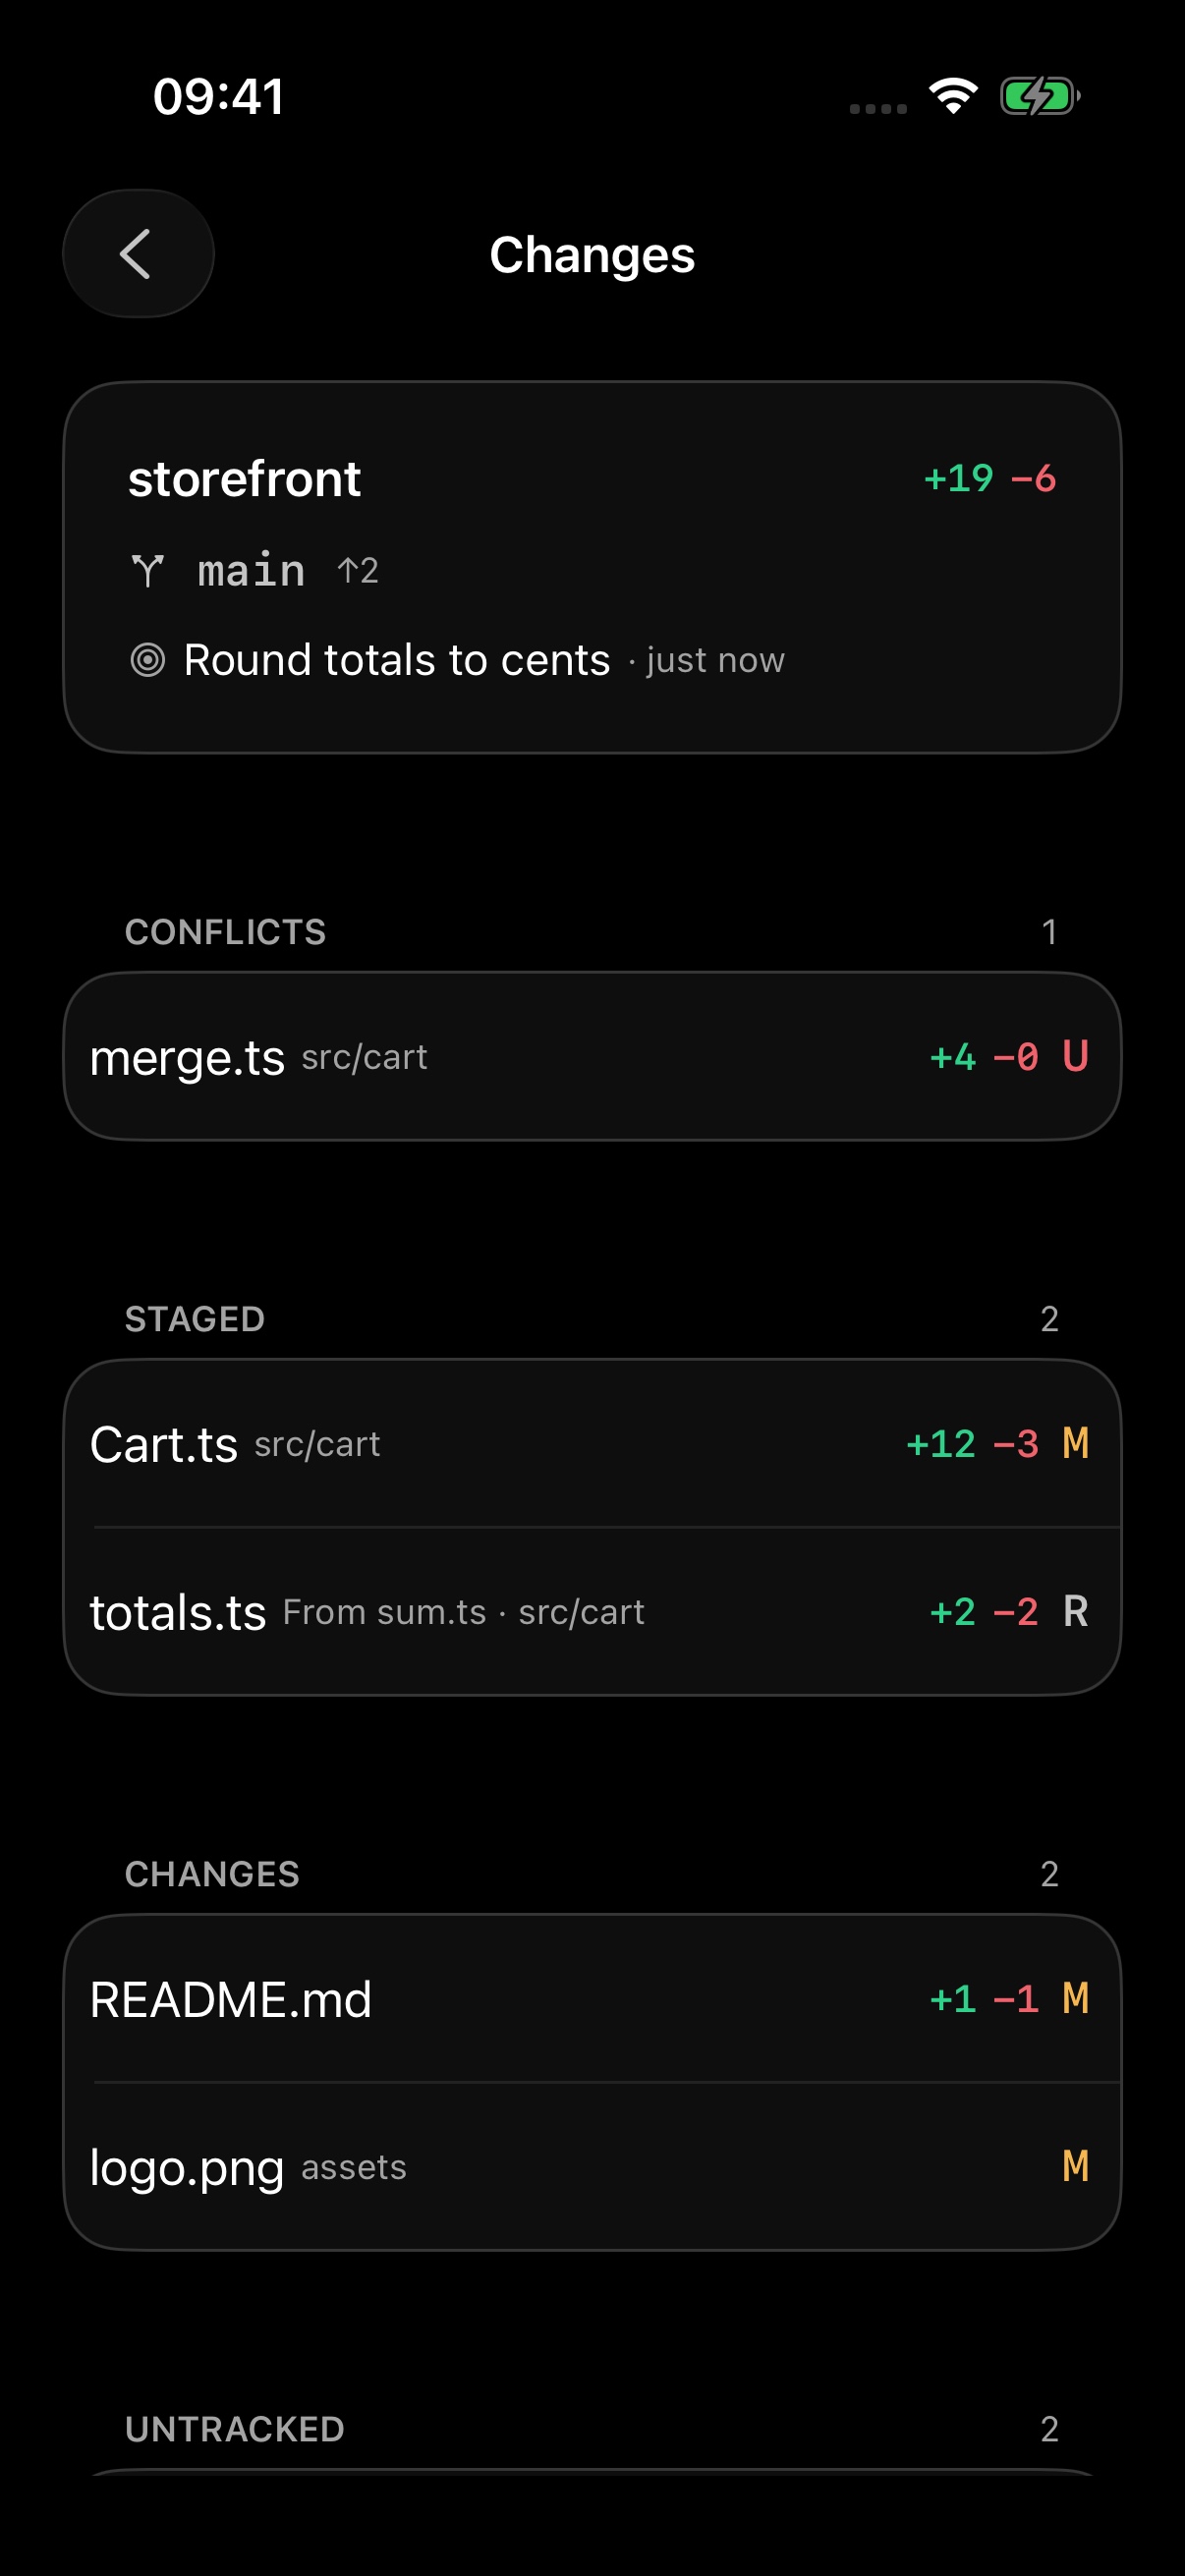 09:41
Changes
storefront +19 −6
main ↑2
Round totals to cents · just now
CONFLICTS 1
merge.ts src/cart +4 −0 U
STAGED 2
Cart.ts src/cart +12 −3 M
totals.ts From sum.ts · src/cart +2 −2 R
CHANGES 2
README.md +1 −1 M
logo.png assets M
UNTRACKED 2